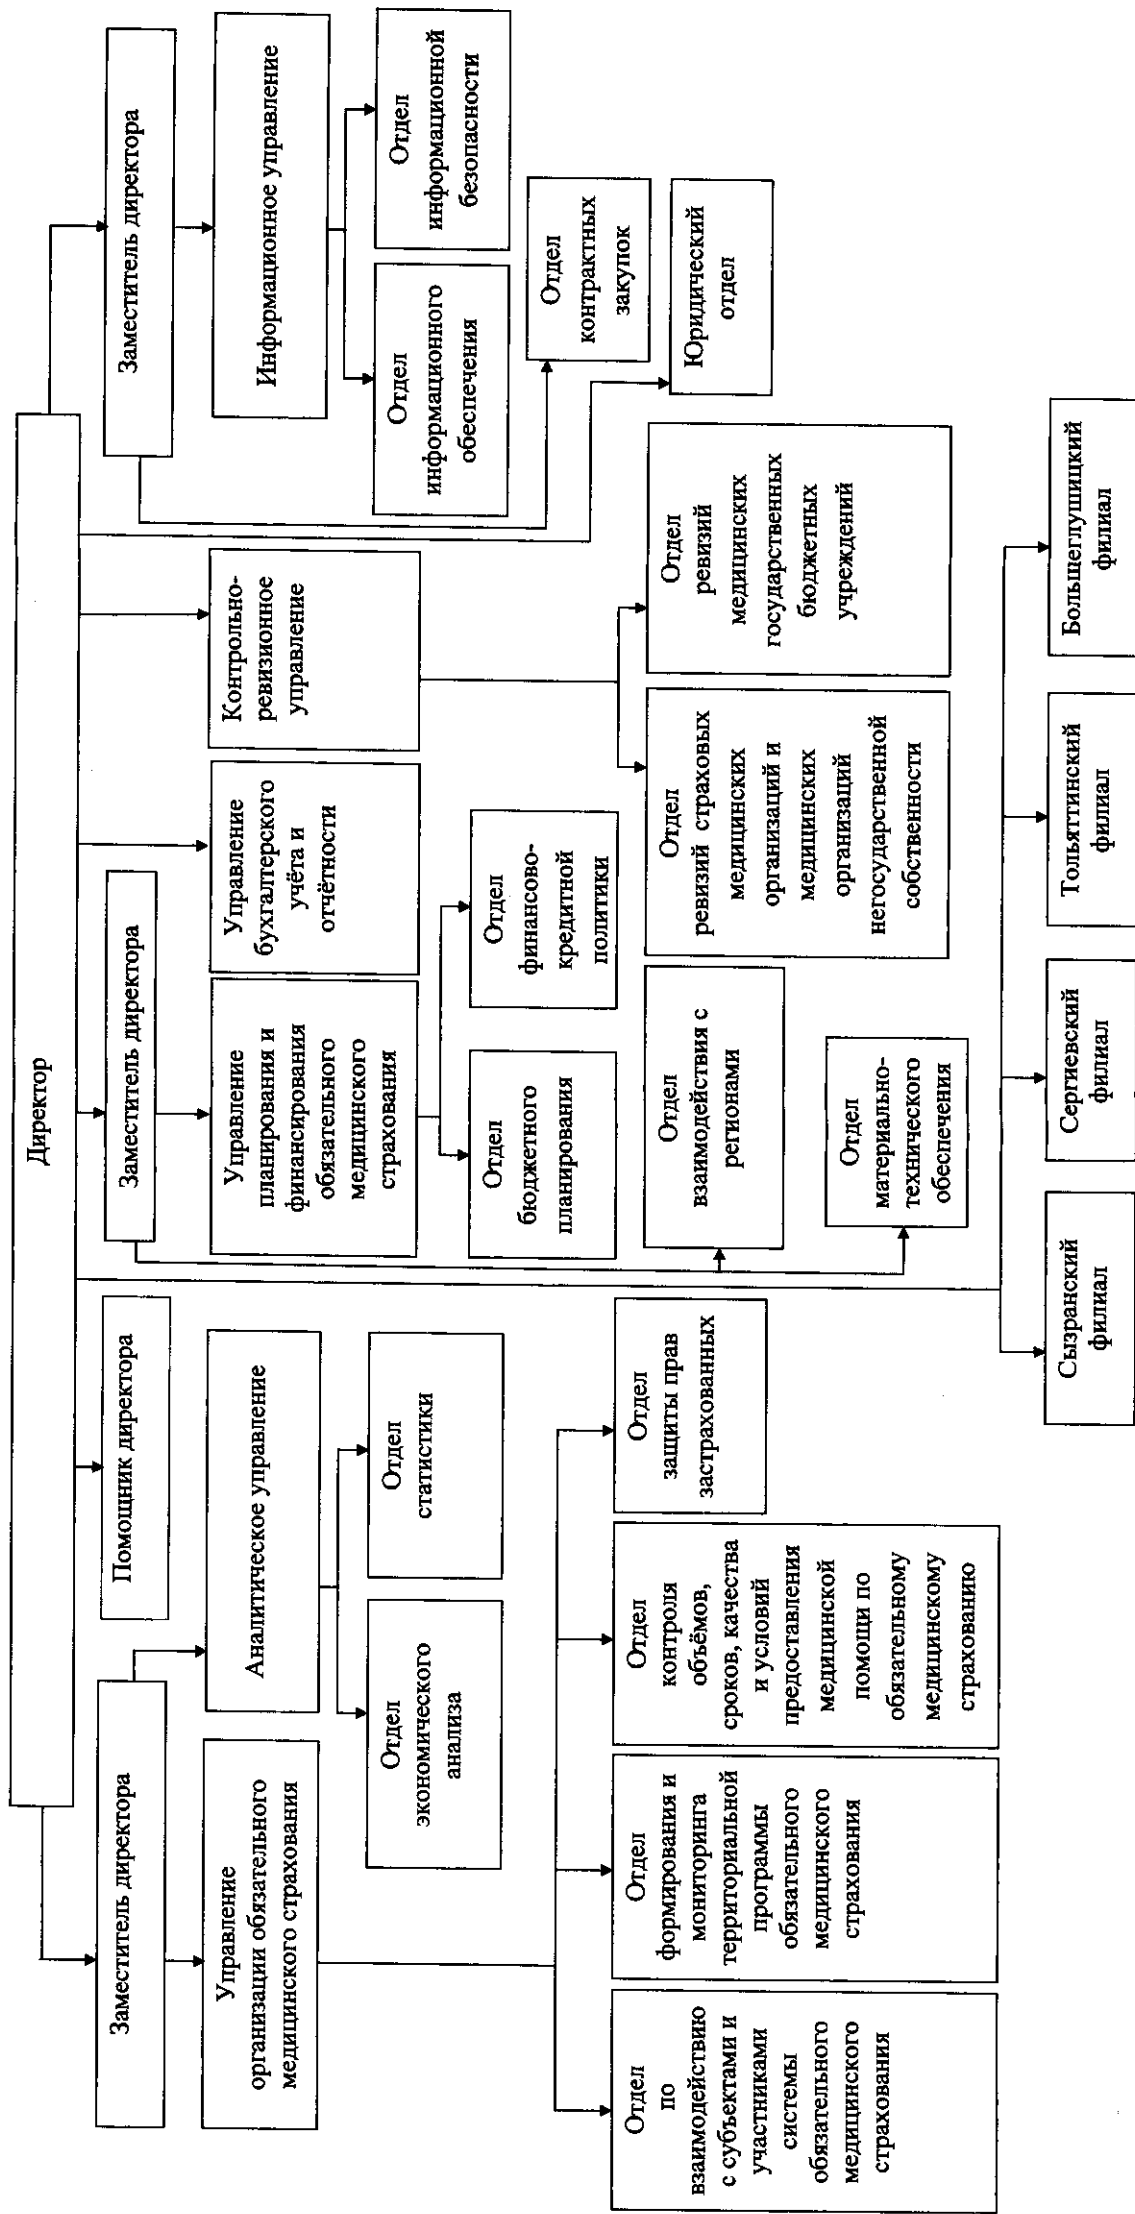 Директор
Заместитель директора
Помощник директора
Заместитель директора
Заместитель директора
Управление
организации обязательного
медицинского страхования
Аналитическое управление
Управление
планирования и
финансирования
обязательного
медицинского
страхования
Управление
бухгалтерского
учёта и
отчётности
Контрольно-
ревизионное
управление
Информационное управление
Отдел
экономического
анализа
Отдел
статистики
Отдел
бюджетного
планирования
Отдел
финансово-
кредитной
политики
Отдел
информационного
обеспечения
Отдел
информационной
безопасности
Отдел
контрактных
закупок
Юридический
отдел
Отдел
по
взаимодействию
с субъектами и
участниками
системы
обязательного
медицинского
страхования
Отдел
формирования и
мониторинга
территориальной
программы
обязательного
медицинского
страхования
Отдел
контроля
объёмов,
сроков, качества
и условий
предоставления
медицинской
помощи по
обязательному
медицинскому
страхованию
Отдел
защиты прав
застрахованных
Отдел
взаимодействия с
регионами
Отдел
ревизий страховых
медицинских
организаций и
медицинских
организаций
негосударственной
собственности
Отдел
ревизий
медицинских
государственных
бюджетных
учреждений
Отдел
материально-
технического
обеспечения
Сызранский
филиал
Сергиевский
филиал
Тольяттинский
филиал
Большеглушицкий
филиал